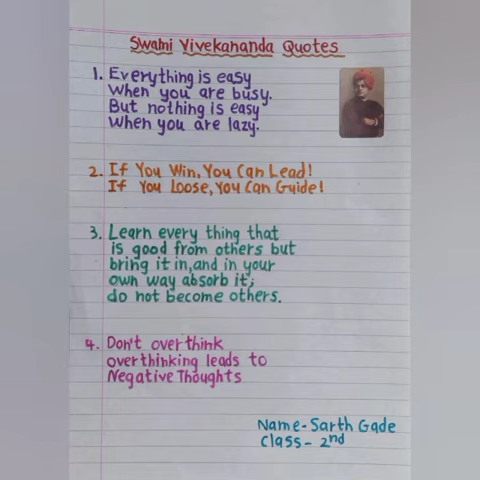 Swami Vivekananda Quotes
1. Everything is easy
When you are busy.
But nothing is easy
When you are lazy.
2. If You Win, You Can Lead!
If You Loose, You Can Guide!
3. Learn every thing that
is good from others but
bring it in, and in your
own way absorb it;
do not become others.
4. Don't overthink
overthinking leads to
Negative Thoughts
Name - Sarth Gade
Class - 2nd